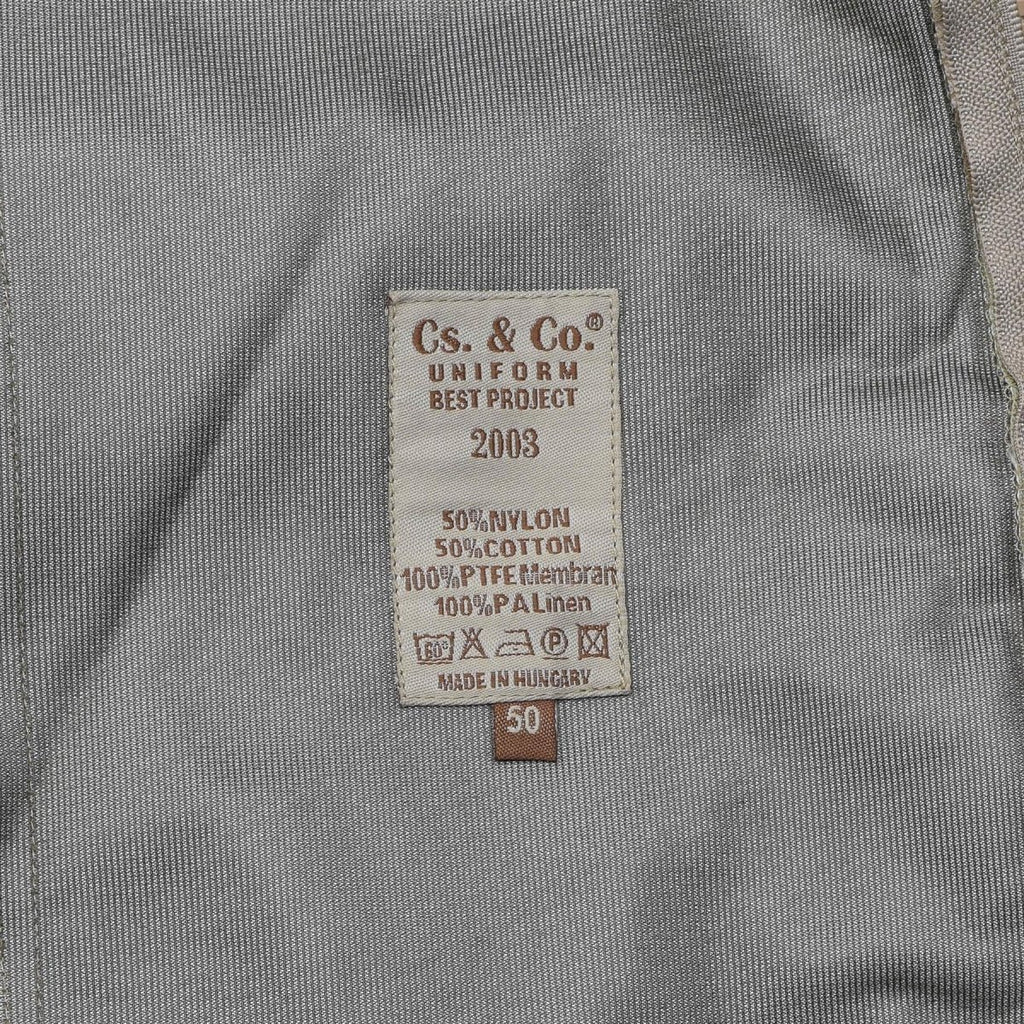 Cs. & Co.®
UNIFORM
BEST PROJECT
2003
50%NYLON
50%COTTON
100%PTFE Membran
100%PA Linen
60° P
MADE IN HUNGARY
50